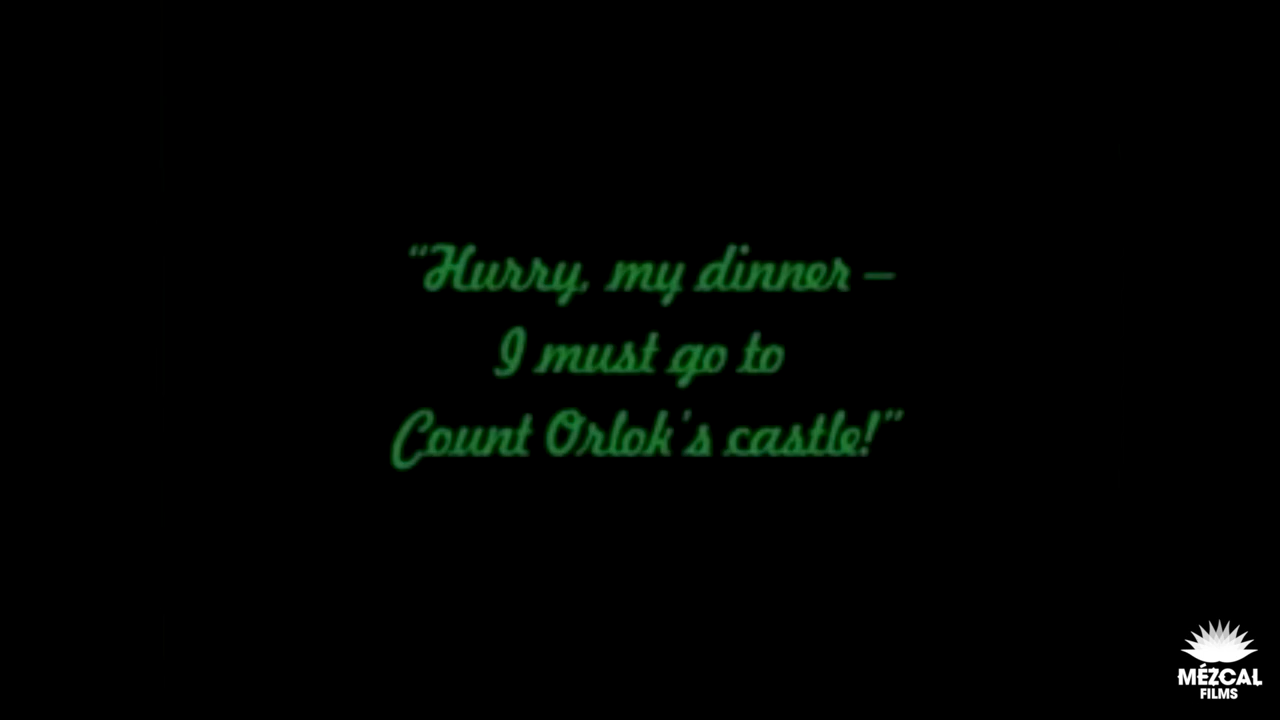 “Hurry, my dinner –
I must go to
Count Orlok’s castle!”
MÉZCAL
FILMS